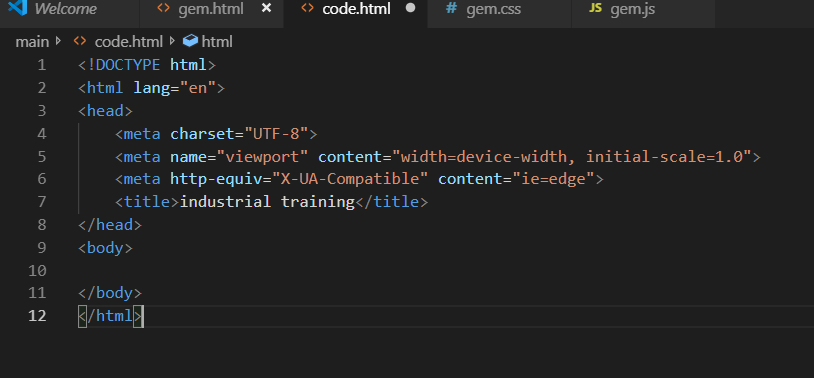 Welcome gem.html code.html gem.css JS gem.js
main code.html html
1 <!DOCTYPE html>
2 <html lang="en">
3 <head>
4 <meta charset="UTF-8">
5 <meta name="viewport" content="width=device-width, initial-scale=1.0">
6 <meta http-equiv="X-UA-Compatible" content="ie=edge">
7 <title>industrial training</title>
8 </head>
9 <body>
10
11 </body>
12 </html>